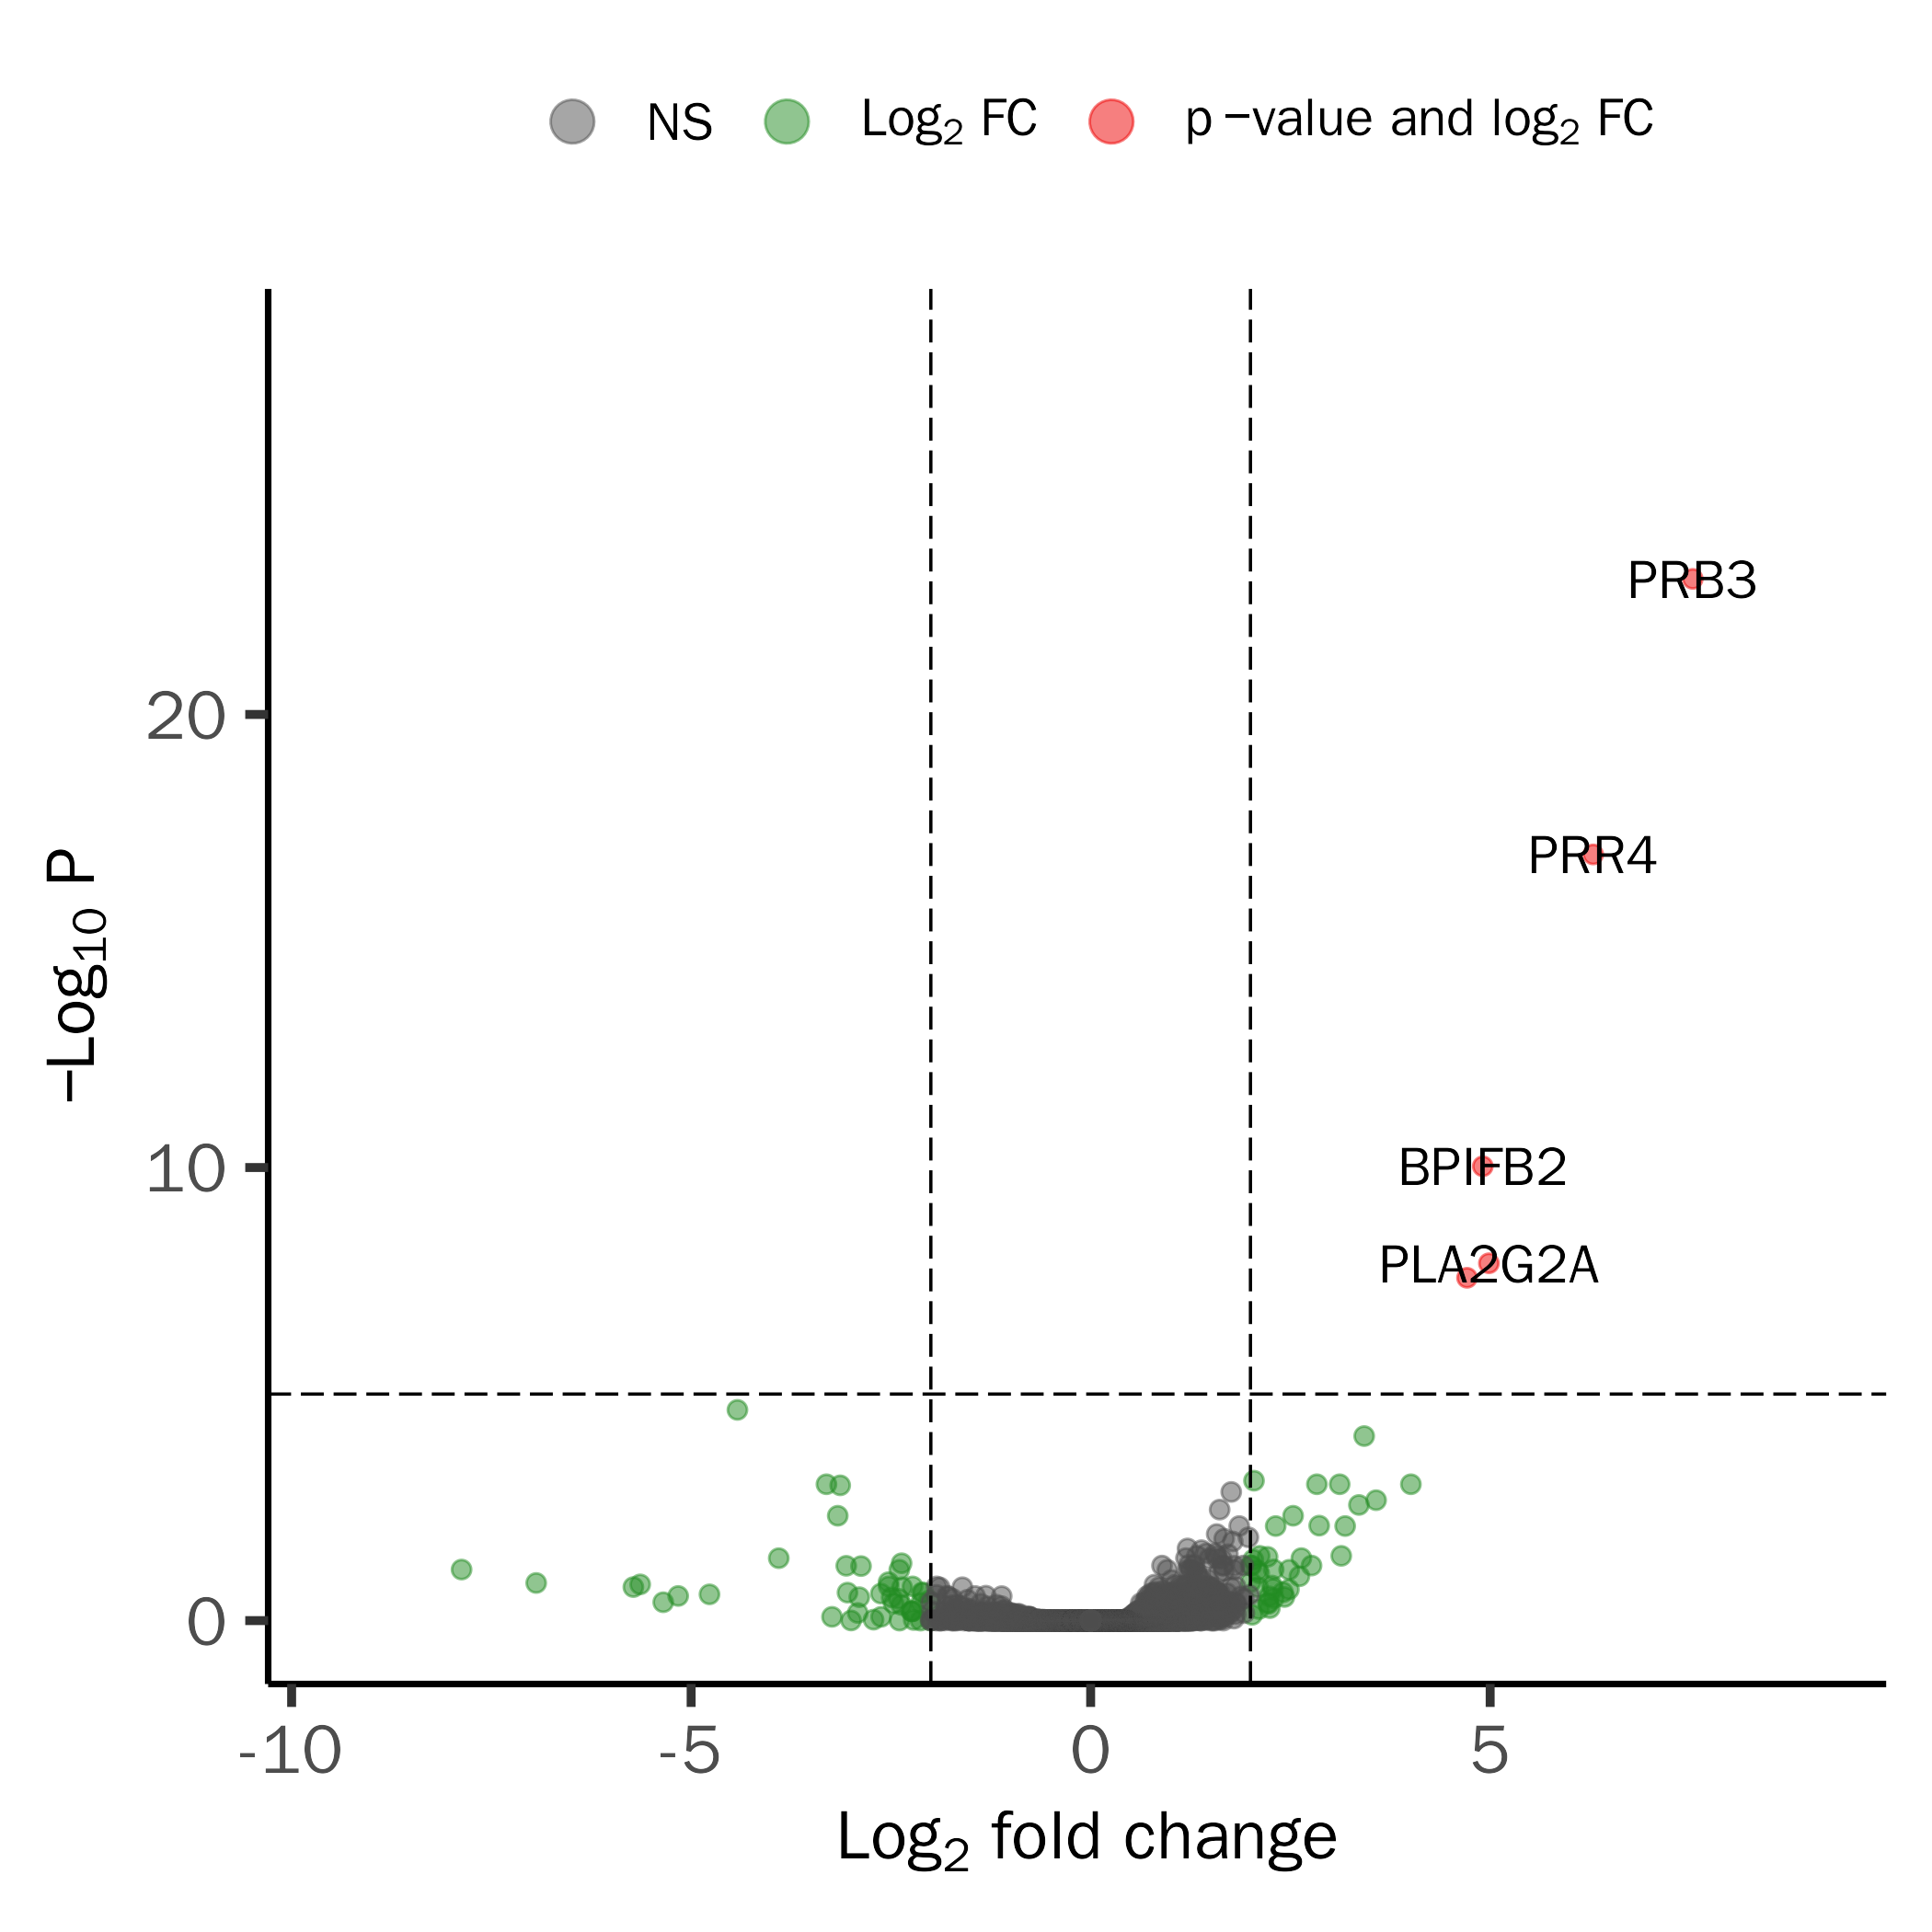 NS Log₂ FC p −value and log₂ FC
PRB3
20
PRR4
−Log₁₀ P
10
BPIFB2
PLA2G2A
0
-10 -5 0 5
Log₂ fold change